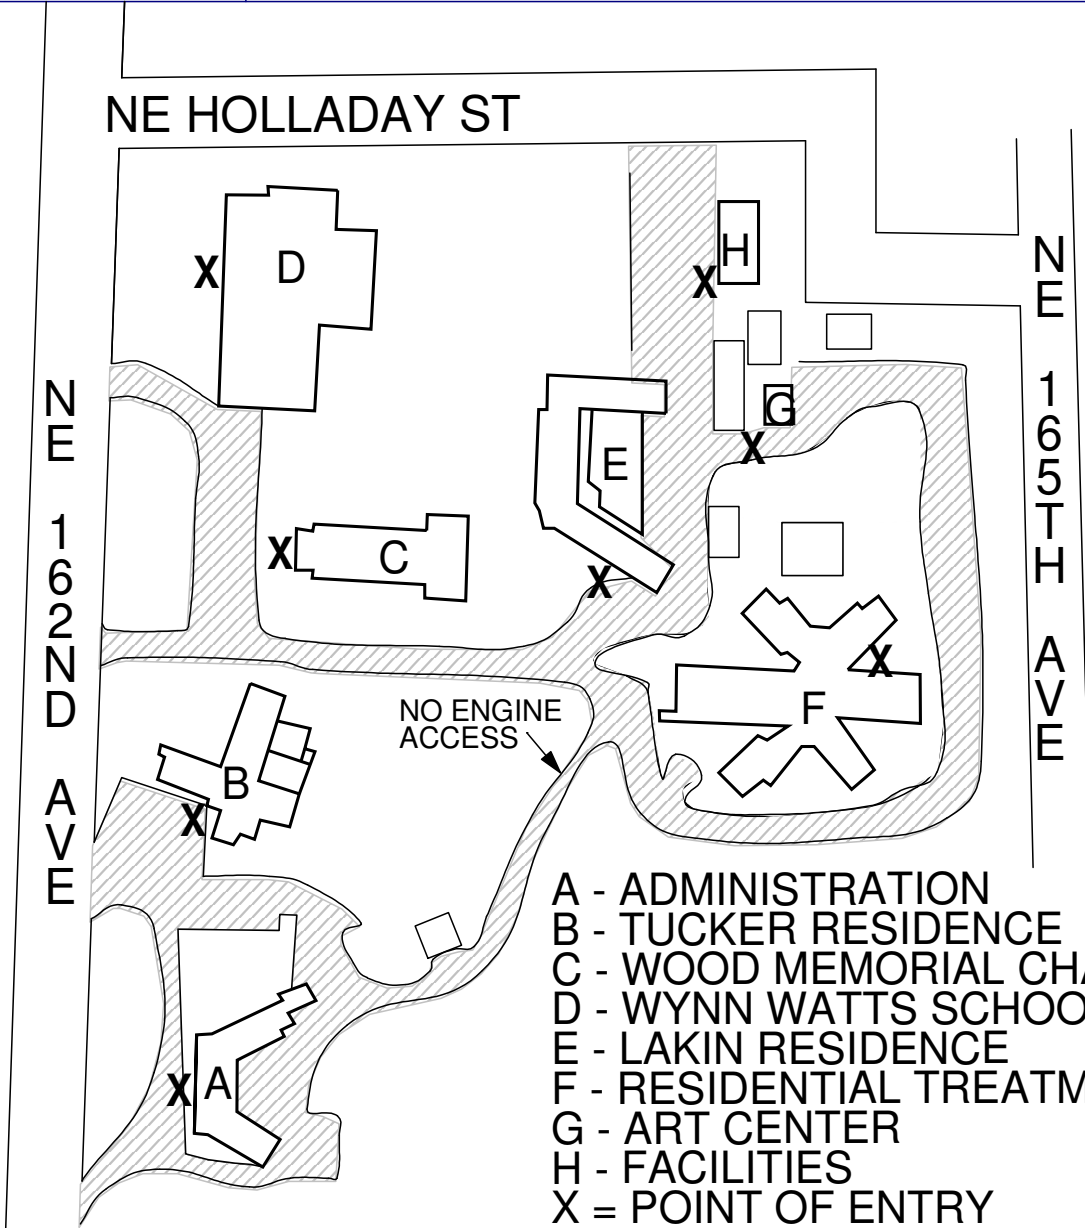 NE HOLLADAY ST
NE 162ND AVE
NE 165TH AVE
D
X
H
X
G
X
E
X
C
X
F
X
NO ENGINE
ACCESS
B
X
A
X
A - ADMINISTRATION
B - TUCKER RESIDENCE
C - WOOD MEMORIAL CHA
D - WYNN WATTS SCHOO
E - LAKIN RESIDENCE
F - RESIDENTIAL TREATM
G - ART CENTER
H - FACILITIES
X = POINT OF ENTRY